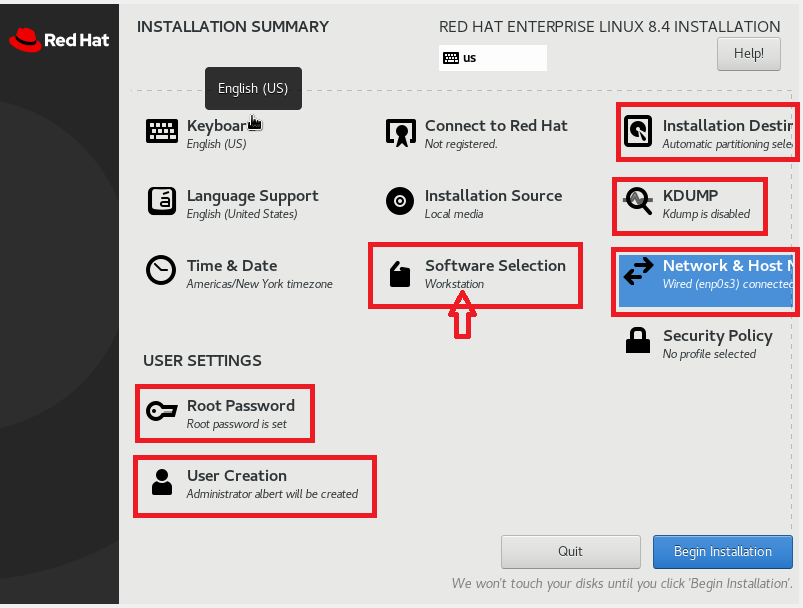 Red Hat
INSTALLATION SUMMARY
RED HAT ENTERPRISE LINUX 8.4 INSTALLATION
us
Help!
English (US)
Keyboar
English (US)
Connect to Red Hat
Not registered.
Installation Destin
Automatic partitioning sele
Language Support
English (United States)
Installation Source
Local media
KDUMP
Kdump is disabled
Time & Date
Americas/New York timezone
Software Selection
Workstation
Network & Host N
Wired (enp0s3) connected
Security Policy
No profile selected
USER SETTINGS
Root Password
Root password is set
User Creation
Administrator albert will be created
Quit
Begin Installation
We won't touch your disks until you click 'Begin Installation'.